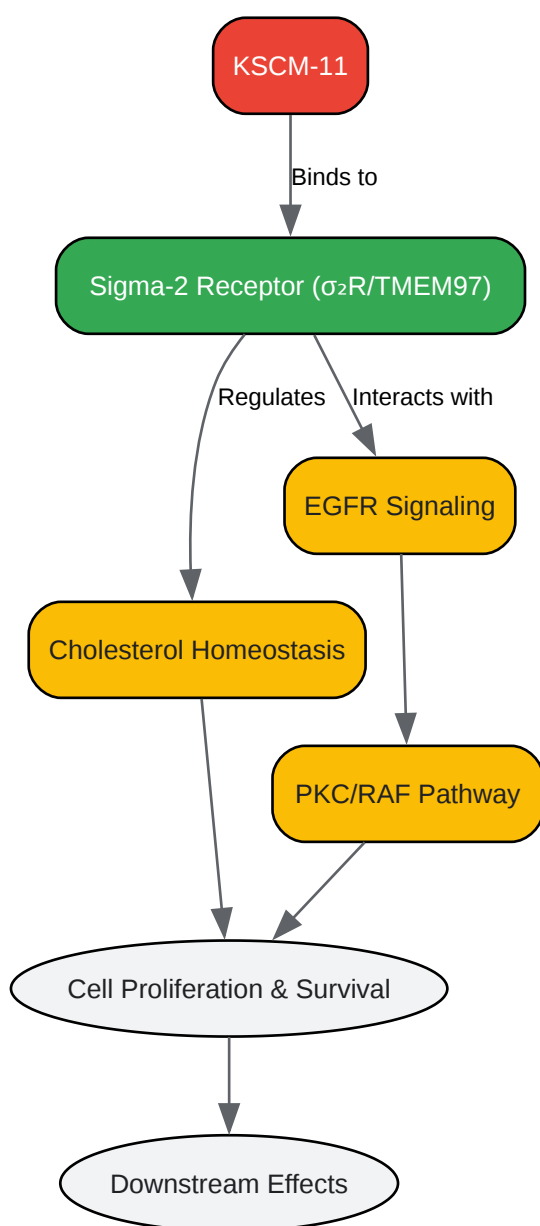 KSCM-11
Binds to
Sigma-2 Receptor (σ₂R/TMEM97)
Regulates
Interacts with
EGFR Signaling
Cholesterol Homeostasis
PKC/RAF Pathway
Cell Proliferation & Survival
Downstream Effects